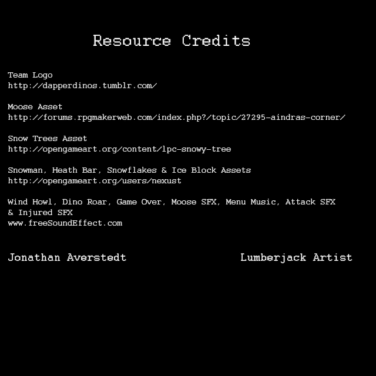 Resource Credits
Team Logo
http://dapperdinos.tumblr.com/
Moose Asset
http://forums.rpgmakerweb.com/index.php?/topic/27295-aindras-corner/
Snow Trees Asset
http://opengameart.org/content/lpc-snowy-tree
Snowman, Heath Bar, Snowflakes & Ice Block Assets
http://opengameart.org/users/nexust
Wind Howl, Dino Roar, Game Over, Moose SFX, Menu Music, Attack SFX
& Injured SFX
www.freeSoundEffect.com
Jonathan Averstedt Lumberjack Artist